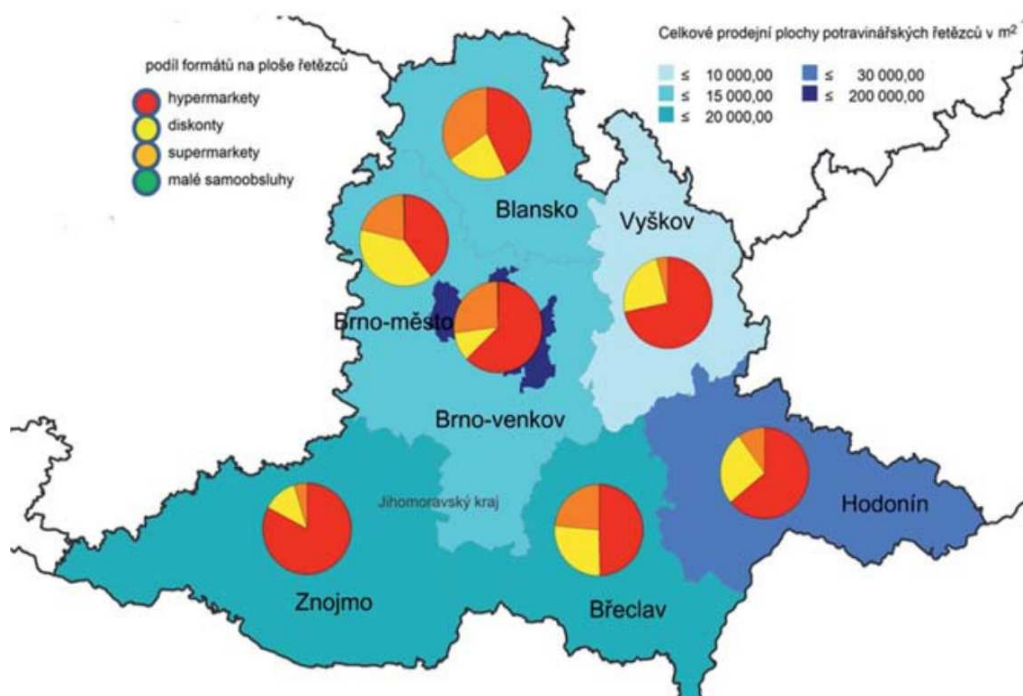 podíl formátů na ploše řetězců
hypermarkety
diskonty
supermarkety
malé samoobsluhy
Celkové prodejní plochy potravinářských řetězců v m²
≤ 10 000,00
≤ 15 000,00
≤ 20 000,00
≤ 30 000,00
≤ 200 000,00
Blansko
Vyškov
Brno-město
Brno-venkov
Jihomoravský kraj
Hodonín
Znojmo
Břeclav